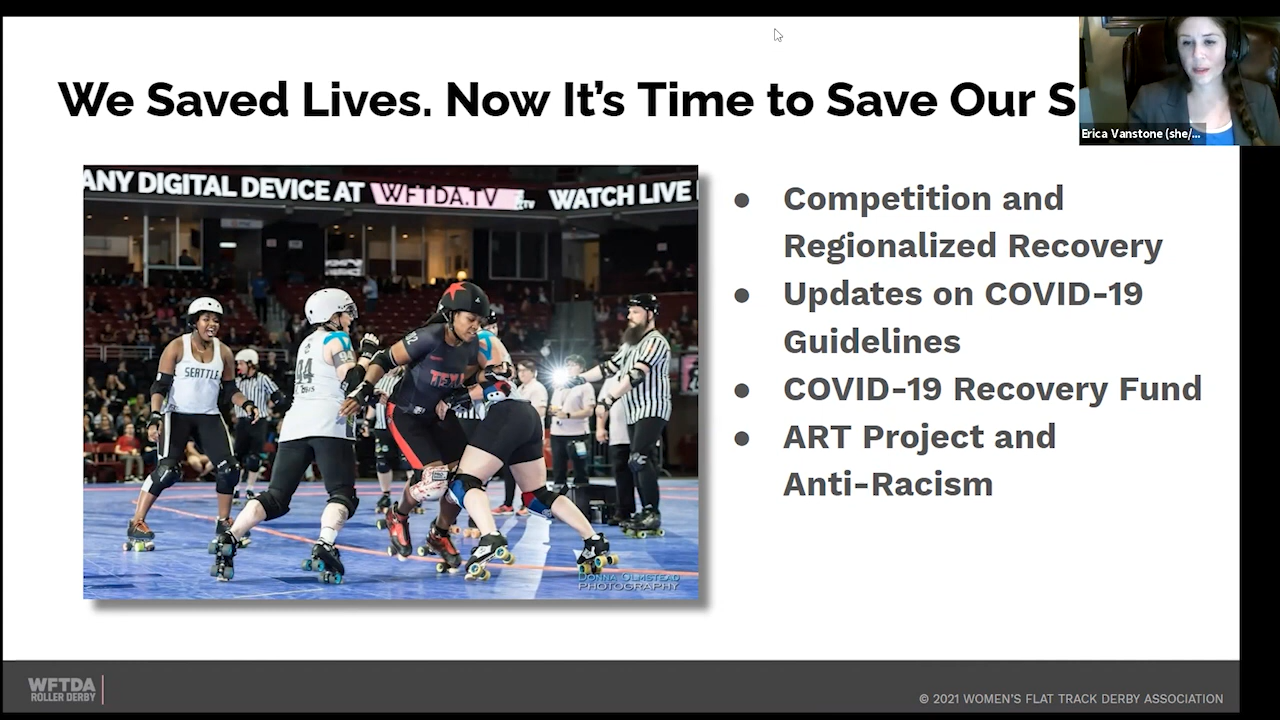 We Saved Lives. Now It's Time to Save Our S
Erica Vanstone (she/...
ANY DIGITAL DEVICE AT WFTDA.TV WATCH LIVE
SEATTLE
94
TEX
DONNA OLMSTEAD
PHOTOGRAPHY
● Competition and
Regionalized Recovery
● Updates on COVID-19
Guidelines
● COVID-19 Recovery Fund
● ART Project and
Anti-Racism
WFTDA
ROLLER DERBY
© 2021 WOMEN'S FLAT TRACK DERBY ASSOCIATION